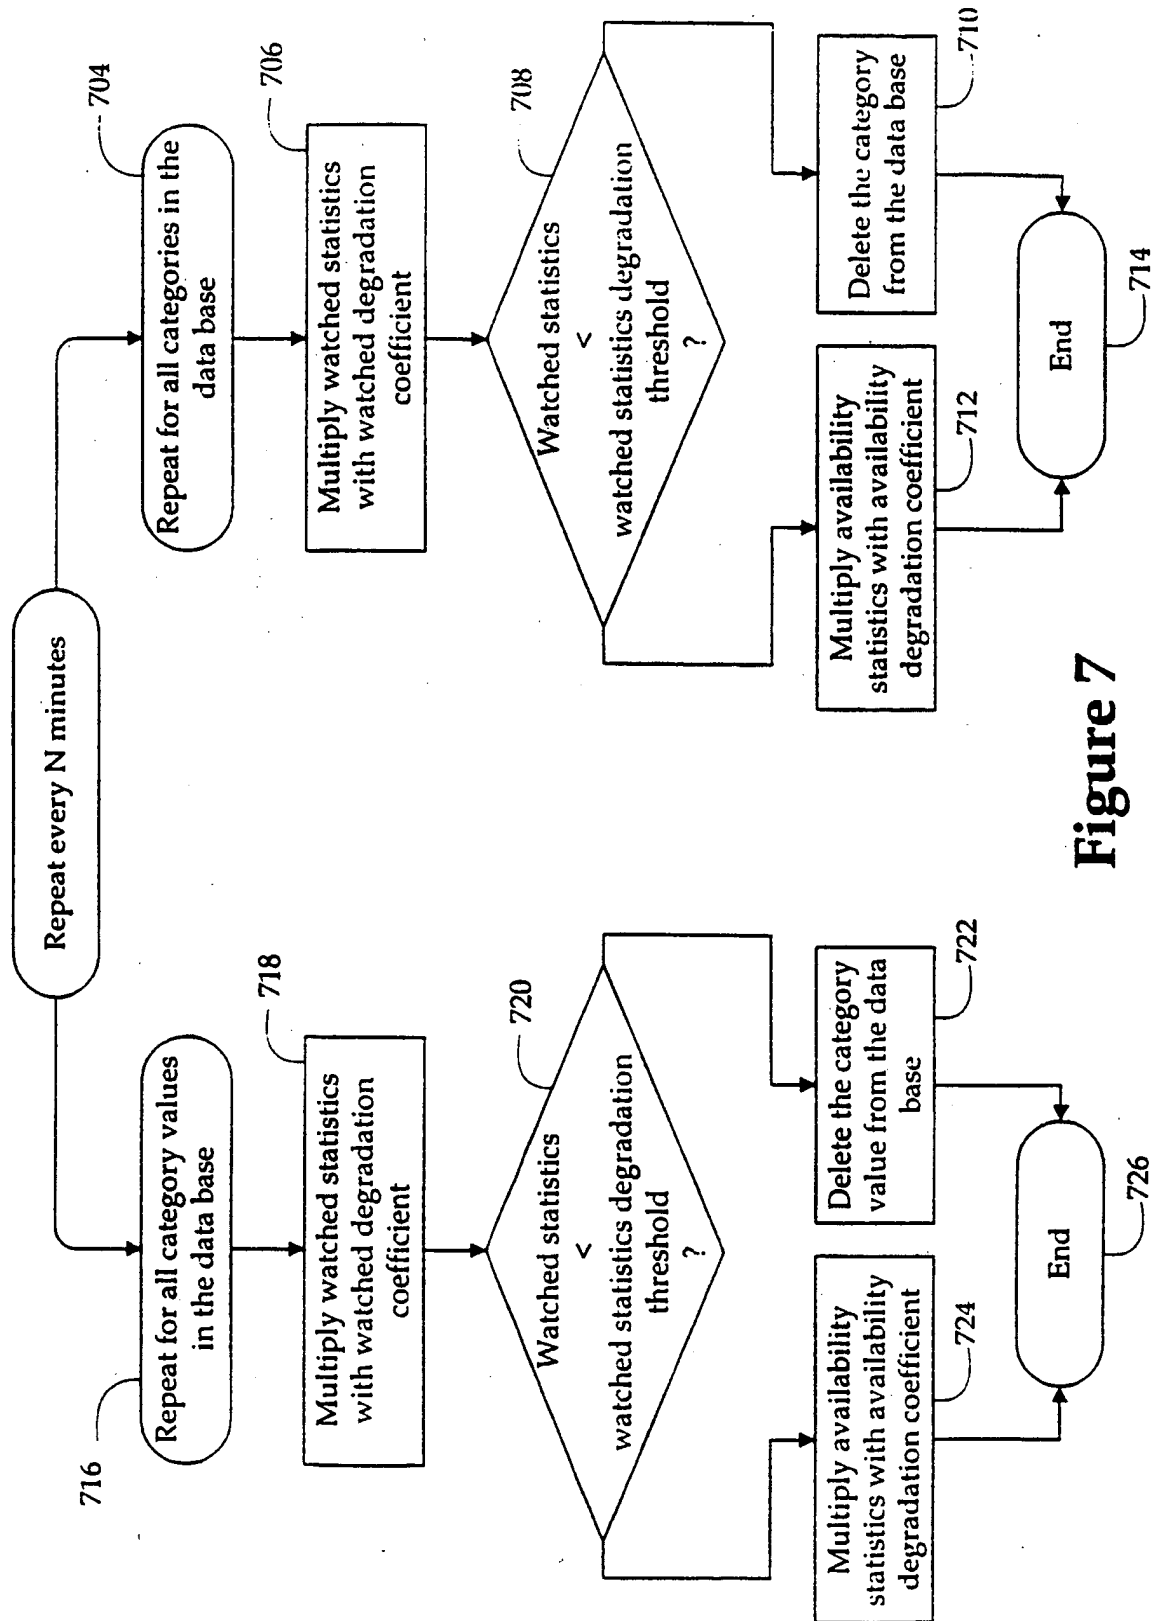 Repeat every N minutes
716
Repeat for all category values
in the data base
718
Multiply watched statistics
with watched degradation
coefficient
720
Watched statistics
<
watched statistics degradation
threshold
?
Multiply availability
statistics with availability
degradation coefficient
724
Delete the category
value from the data
base
722
End
726
704
Repeat for all categories in the
data base
706
Multiply watched statistics
with watched degradation
coefficient
708
Watched statistics
<
watched statistics degradation
threshold
?
Multiply availability
statistics with availability
degradation coefficient
712
Delete the category
from the data base
710
End
714
Figure 7